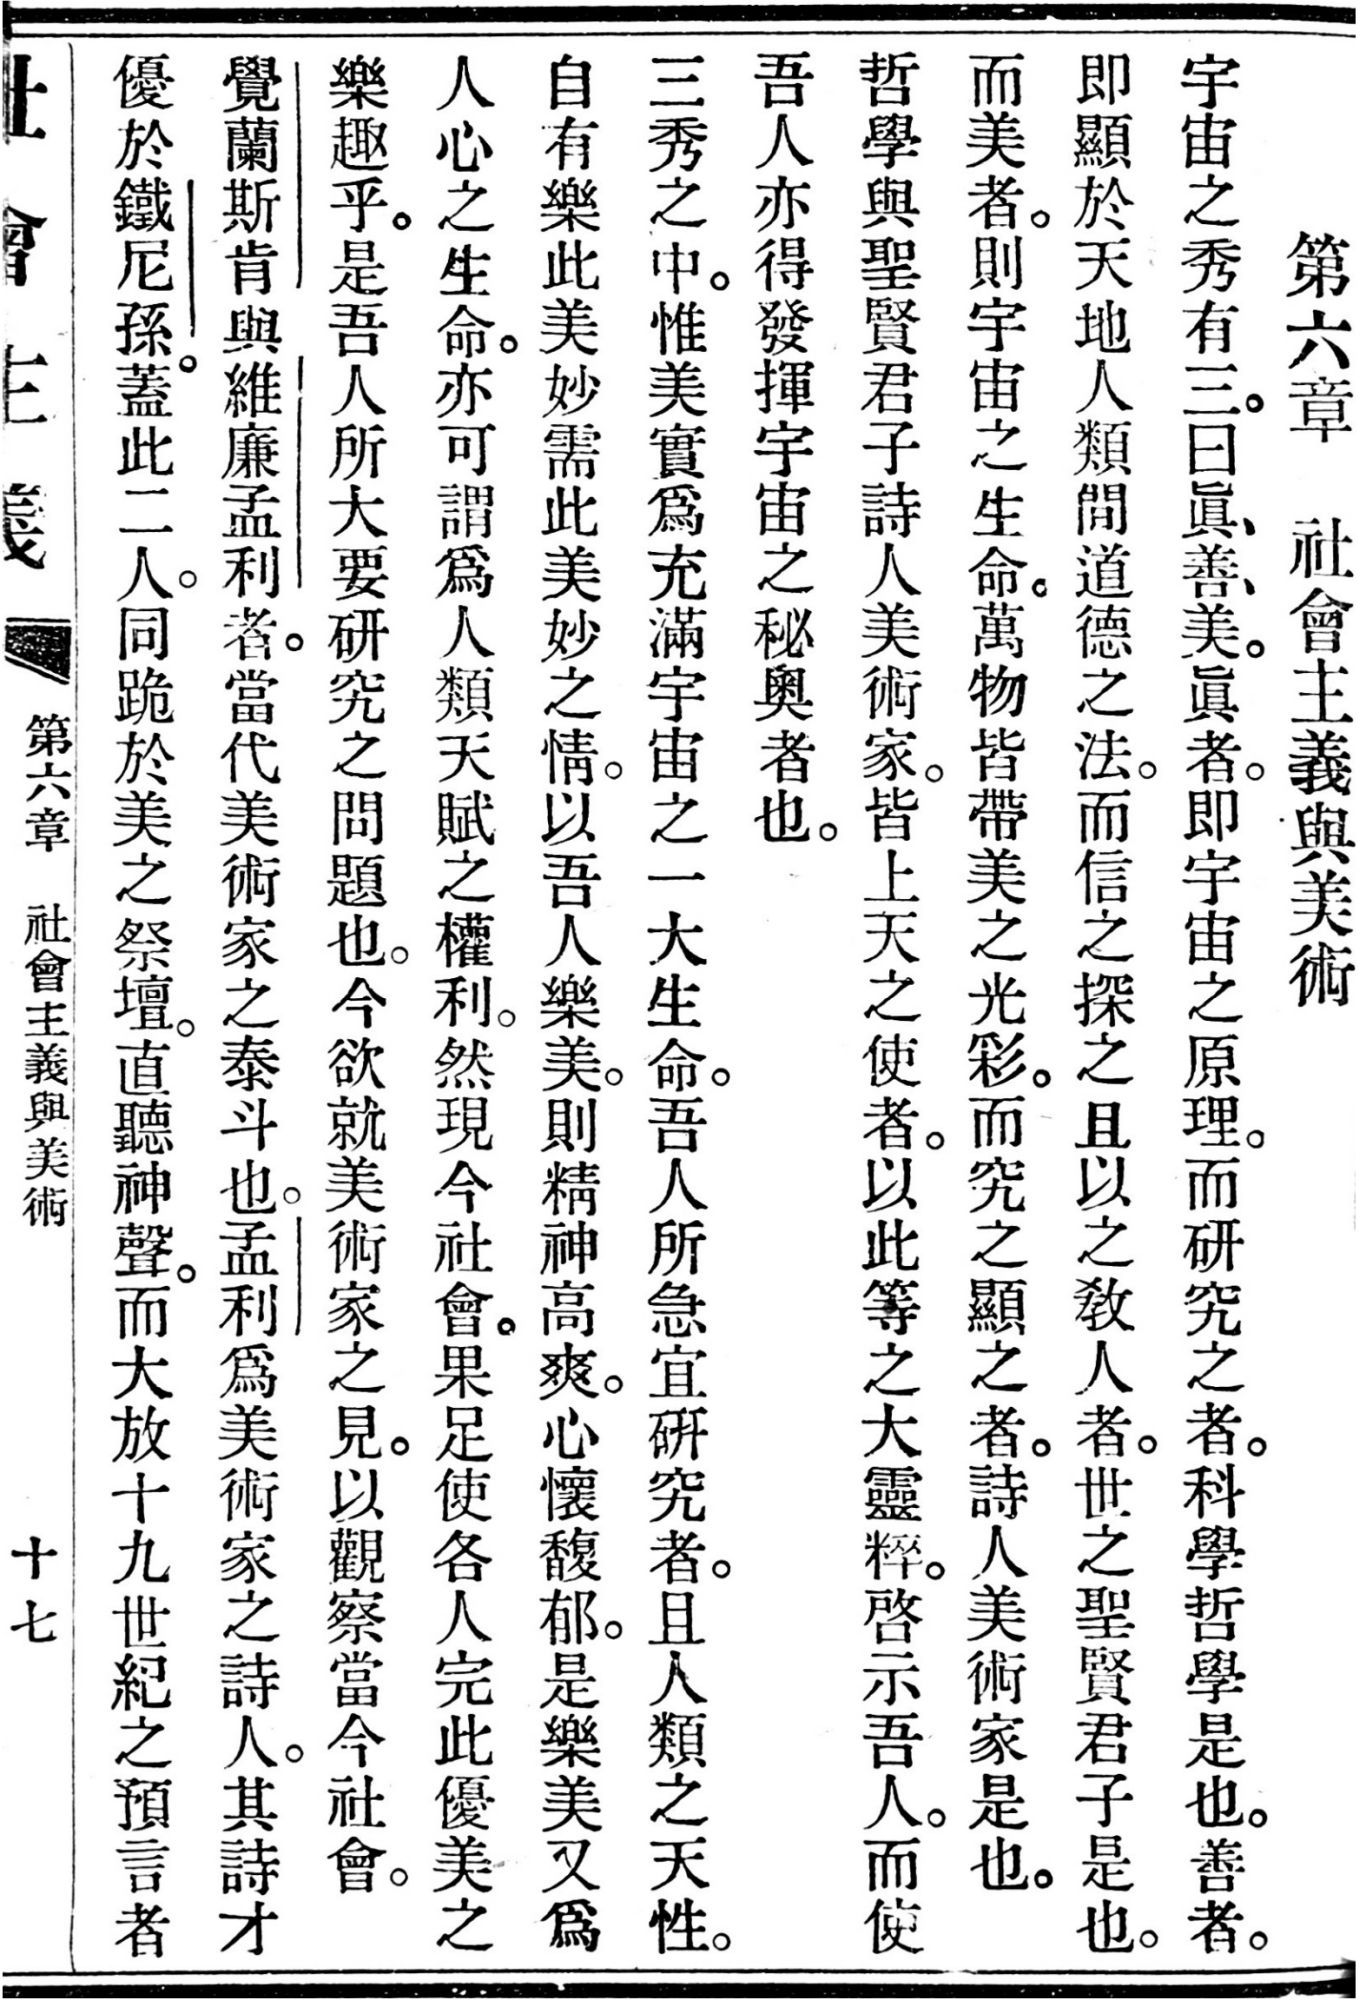 第六章　社會主義與美術
宇宙之秀有三。曰眞、善、美。眞者。即宇宙之原理。而研究之者。科學哲學是也。善者。
即顯於天地人類間道德之法。而信之探之且以之敎人者。世之聖賢君子是也。
而美者。則宇宙之生命。萬物皆帶美之光彩。而究之顯之者。詩人美術家是也。
哲學與聖賢君子詩人美術家。皆上天之使者。以此等之大靈粹。啓示吾人。而使
吾人亦得發揮宇宙之秘奧者也。
三秀之中。惟美實爲充滿宇宙之一大生命。吾人所急宜研究者。且人類之天性。
自有樂此美妙需此美妙之情。以吾人樂美。則精神高爽。心懷馥郁。是樂美又爲
人心之生命。亦可謂爲人類天賦之權利。然現今社會。果足使各人完此優美之
樂趣乎。是吾人所大要研究之問題也。今欲就美術家之見。以觀察當今社會。
覺蘭斯肯與維廉孟利者。當代美術家之泰斗也。孟利爲美術家之詩人。其詩才
優於鐵尼孫。蓋此二人。同跪於美之祭壇。直聽神聲。而大放十九世紀之預言者
社會主義　第六章　社會主義與美術　十七